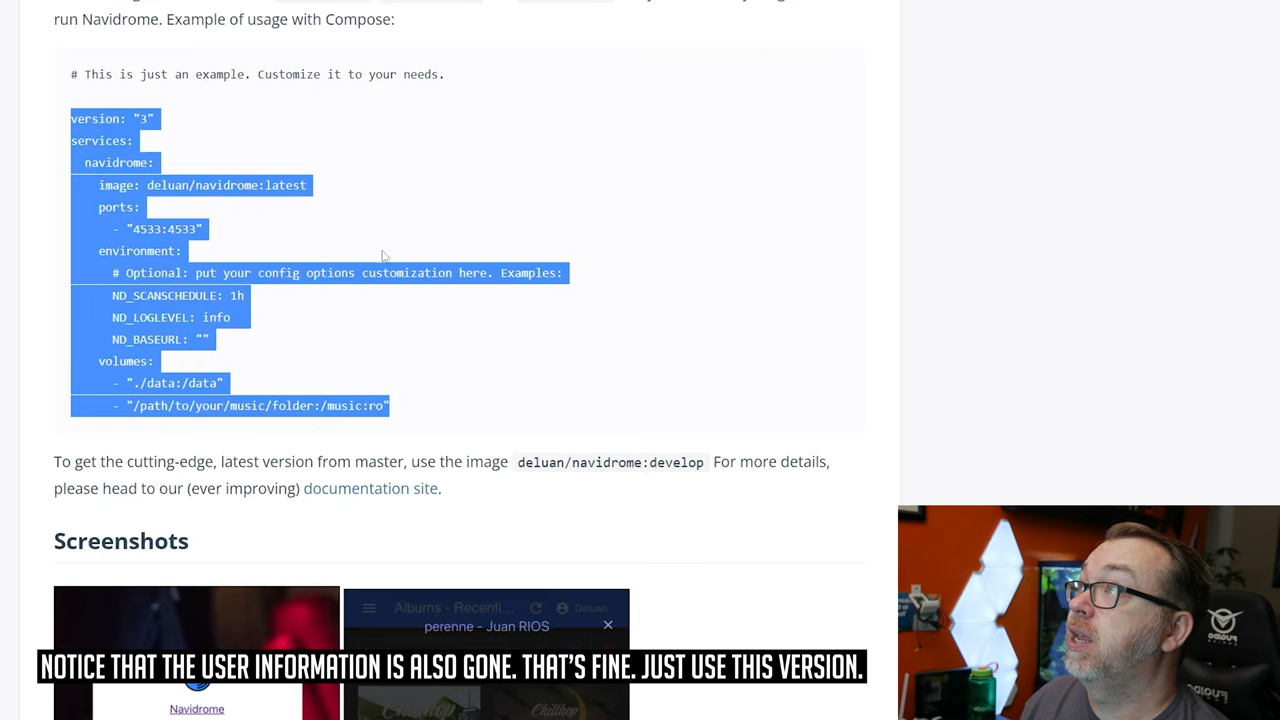 run Navidrome. Example of usage with Compose:
# This is just an example. Customize it to your needs.
version: "3"
services:
navidrome:
image: deluan/navidrome:latest
ports:
- "4533:4533"
environment:
# Optional: put your config options customization here. Examples:
ND_SCANSCHEDULE: 1h
ND_LOGLEVEL: info
ND_BASEURL: ""
volumes:
- "./data:/data"
- "/path/to/your/music/folder:/music:ro"
To get the cutting-edge, latest version from master, use the image deluan/navidrome:develop For more details,
please head to our (ever improving) documentation site.
Screenshots
Albums - Recenti... Deluan
perenne - Juan RIOS
NOTICE THAT THE USER INFORMATION IS ALSO GONE. THAT'S FINE. JUST USE THIS VERSION.
Navidrome
Chillhop